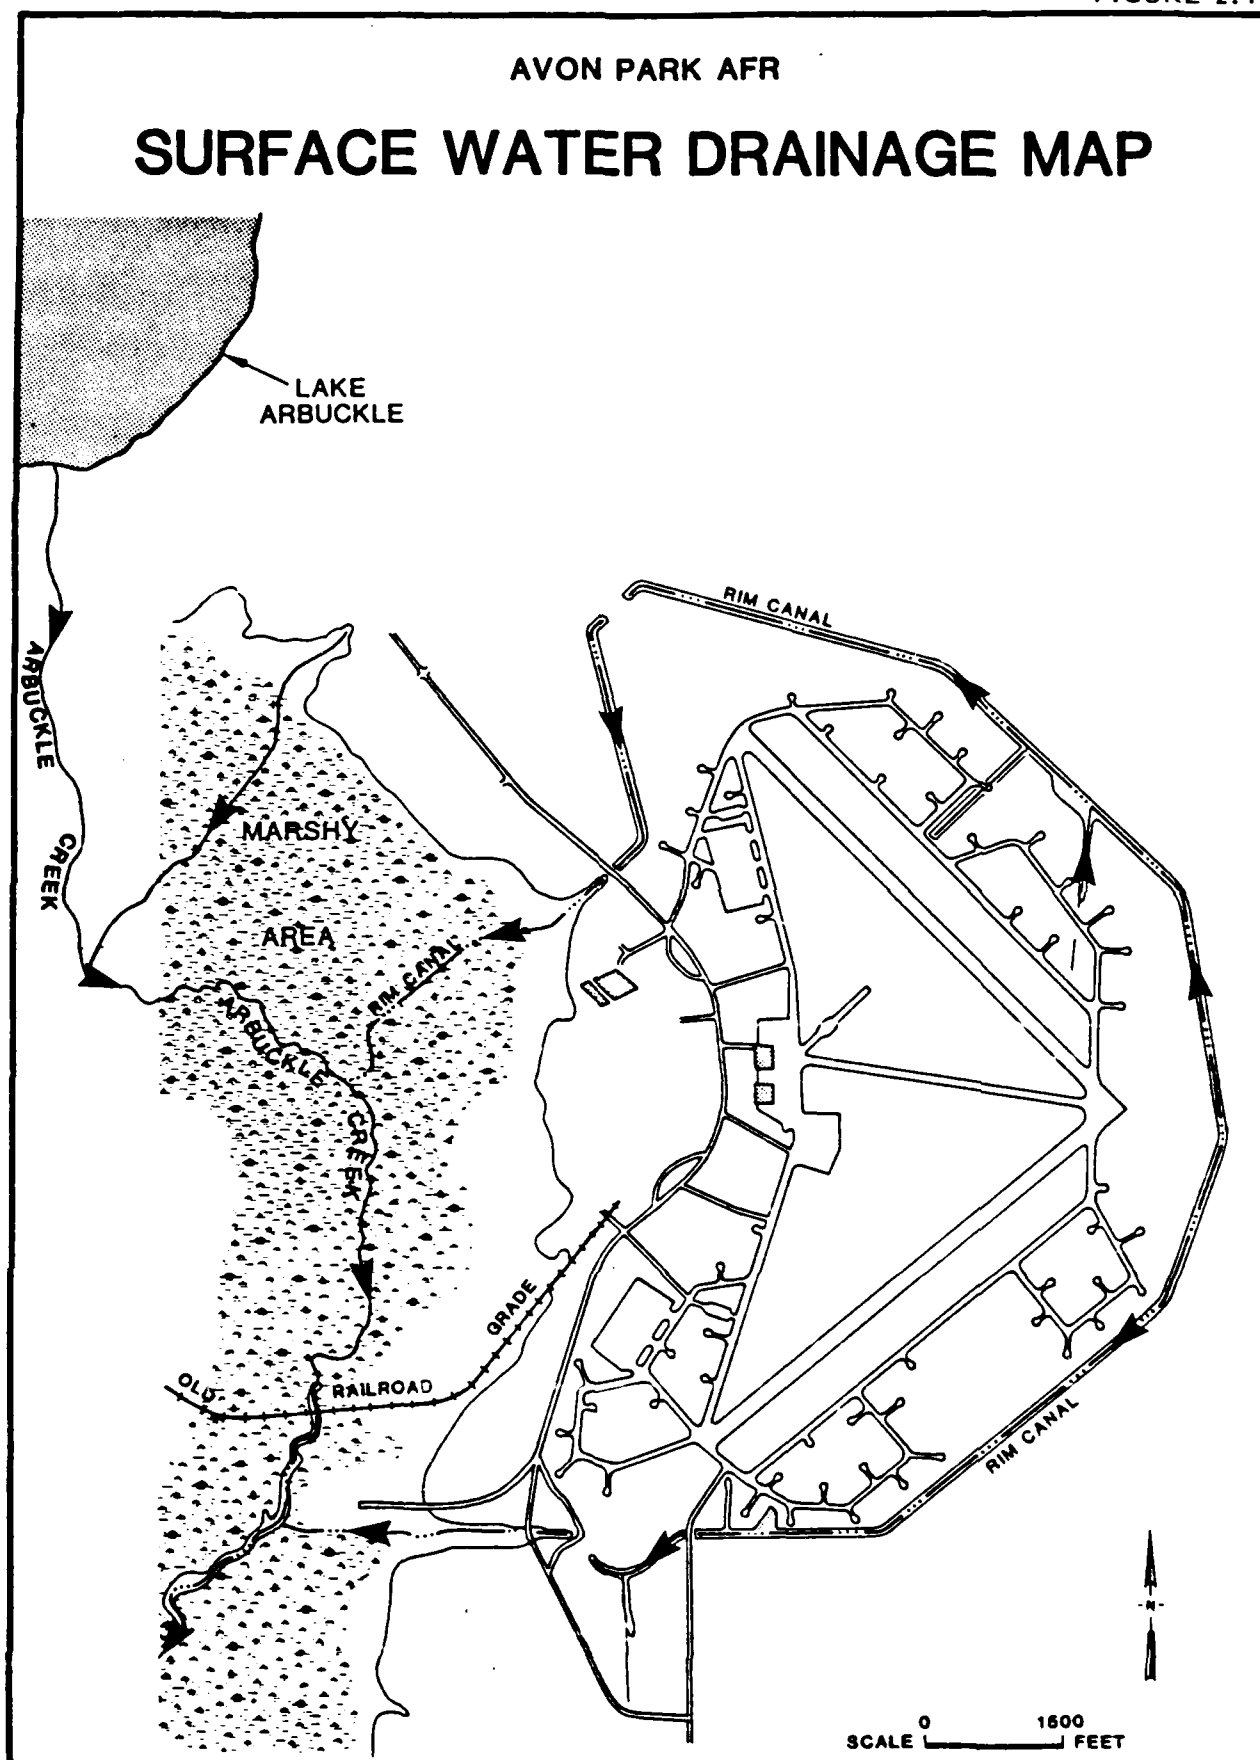 AVON PARK AFR
SURFACE WATER DRAINAGE MAP
LAKE
ARBUCKLE
RIM CANAL
ARBUCKLE
CREEK
MARSHY
AREA
RIM CANAL
ARBUCKLE
CREEK
GRADE
OLD
RAILROAD
RIM CANAL
-N-
0 1600
SCALE FEET